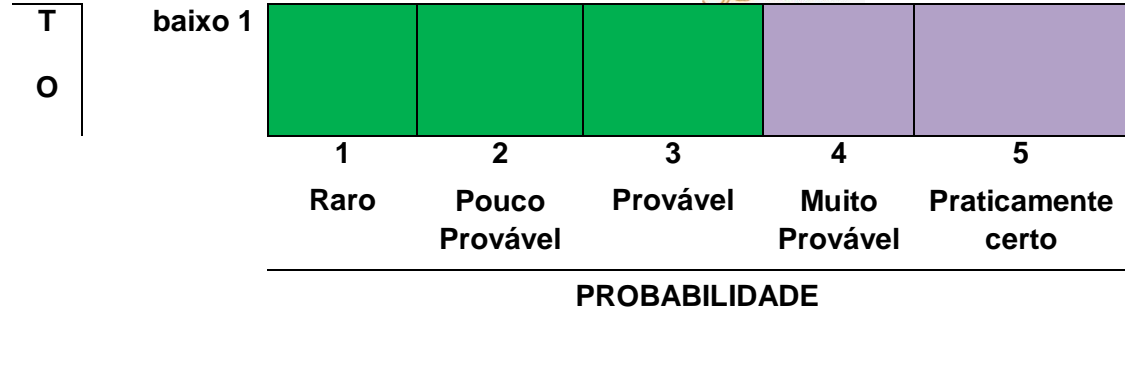 T baixo 1
O
1 2 3 4 5
Raro Pouco Provável Provável Muito Provável Praticamente certo
PROBABILIDADE